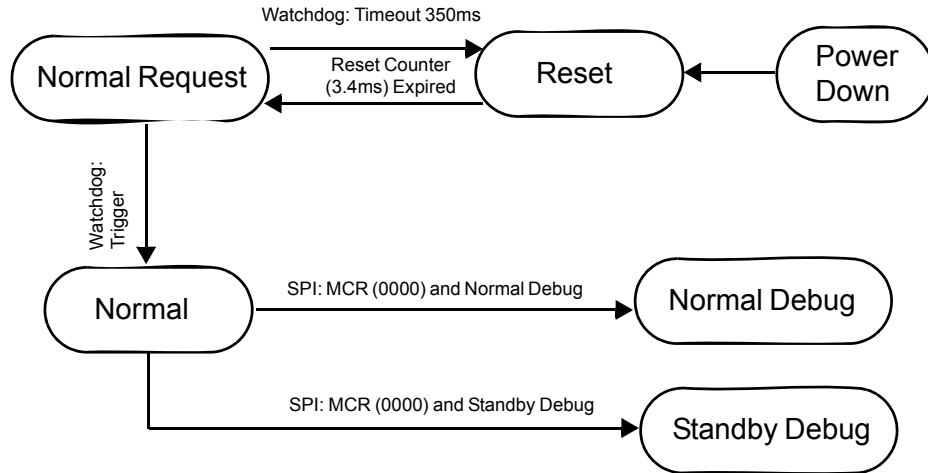 Watchdog: Timeout 350ms
Normal Request
Reset Counter
(3.4ms) Expired
Reset
Power
Down
Watchdog:
Trigger
Normal
SPI: MCR (0000) and Normal Debug
Normal Debug
SPI: MCR (0000) and Standby Debug
Standby Debug